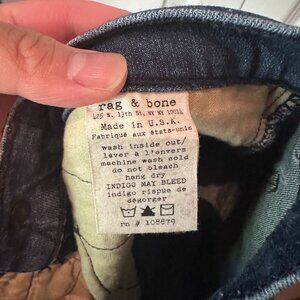 rag & bone
425 W. 13th St, NY NY 10014
Made in U.S.A.
Fabriqué aux états-unis
wash inside out/
laver à l'envers
machine wash cold
do not bleach
hang dry
INDIGO MAY BLEED
indigo risque de
dégorger
rn # 108879